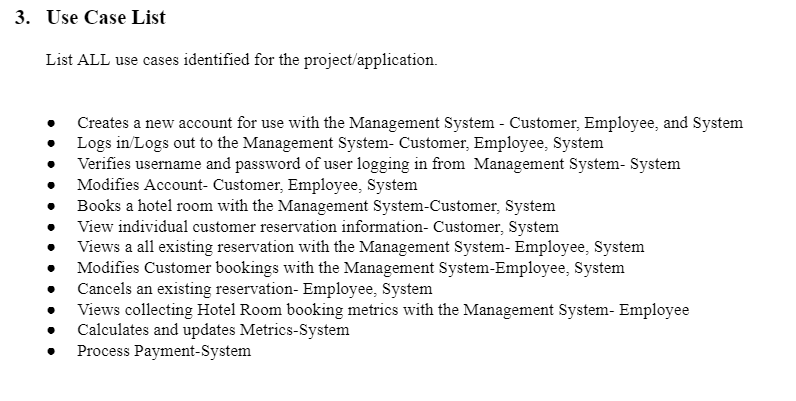 3. Use Case List
List ALL use cases identified for the project/application.
● Creates a new account for use with the Management System - Customer, Employee, and System
● Logs in/Logs out to the Management System- Customer, Employee, System
● Verifies username and password of user logging in from  Management System- System
● Modifies Account- Customer, Employee, System
● Books a hotel room with the Management System-Customer, System
● View individual customer reservation information- Customer, System
● Views a all existing reservation with the Management System- Employee, System
● Modifies Customer bookings with the Management System-Employee, System
● Cancels an existing reservation- Employee, System
● Views collecting Hotel Room booking metrics with the Management System- Employee
● Calculates and updates Metrics-System
● Process Payment-System